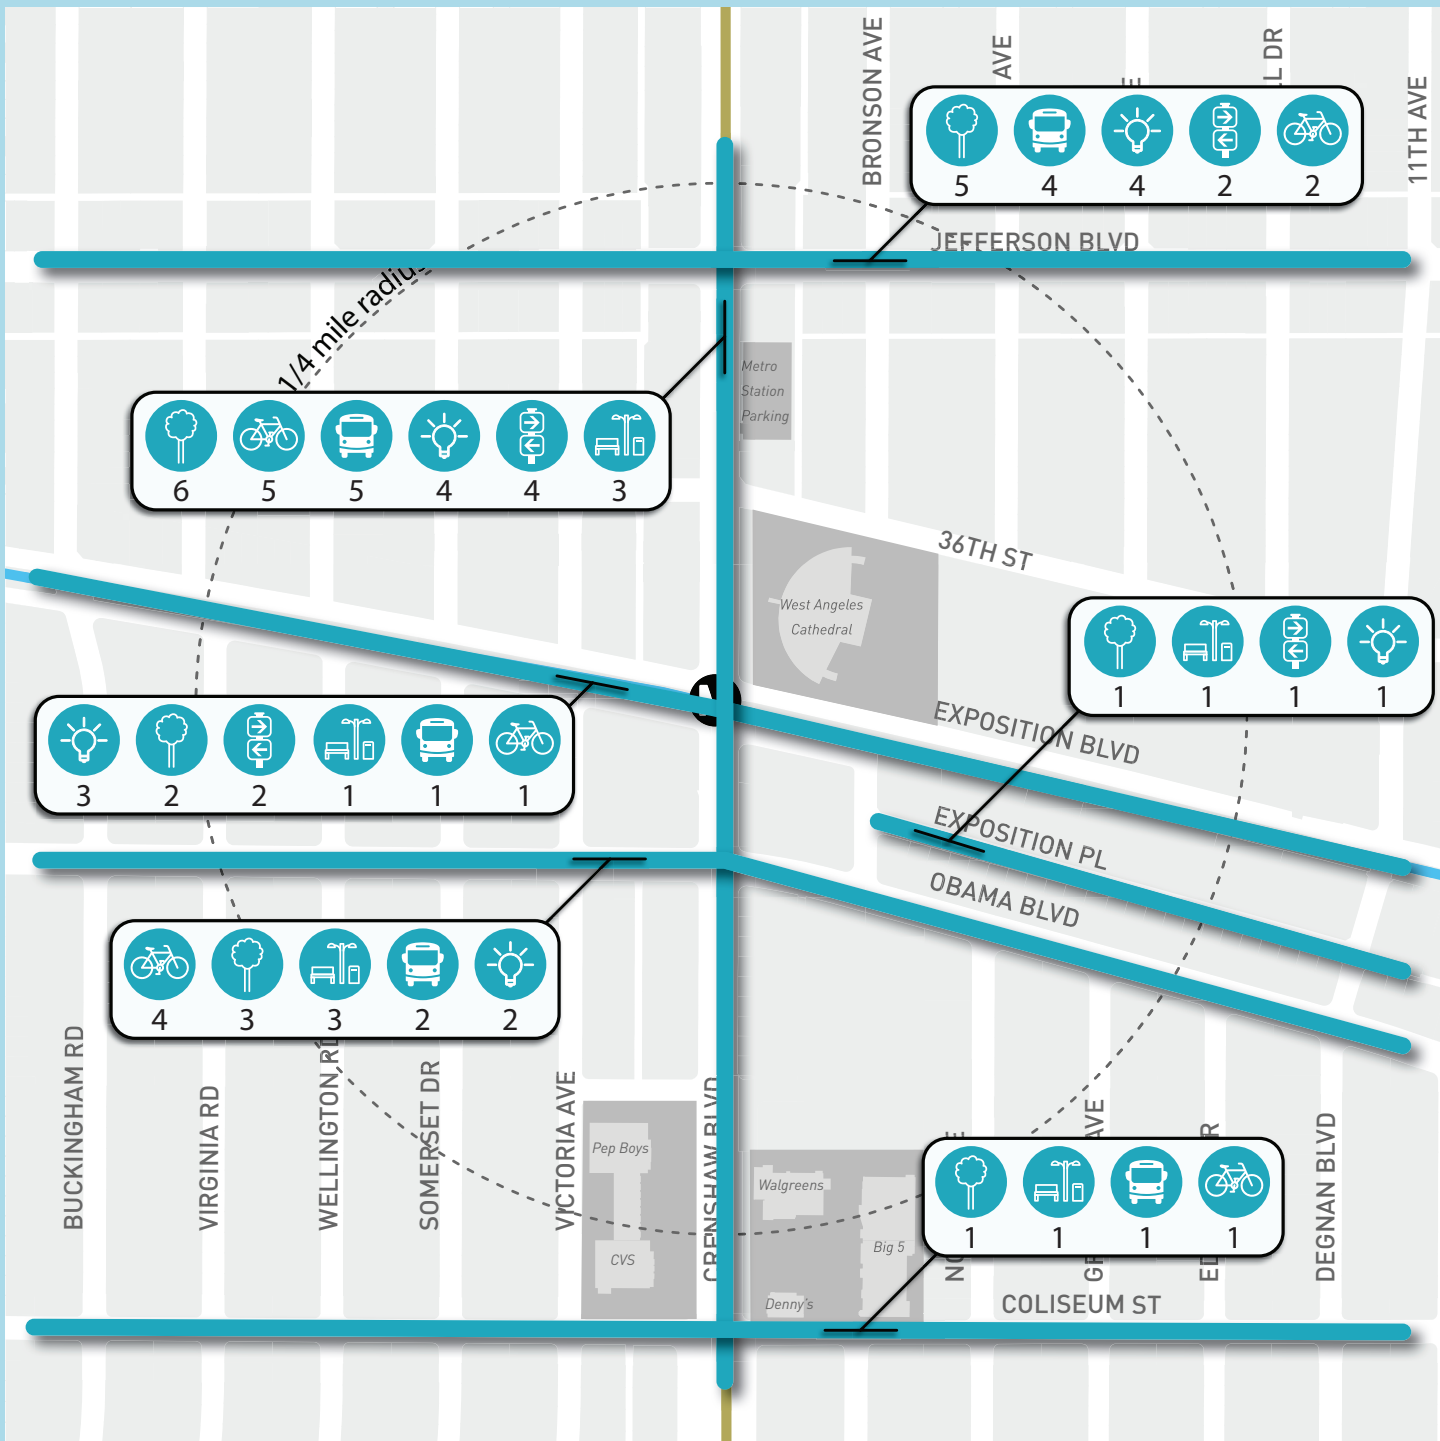 BRONSON AVE
AVE
LL DR
11TH AVE
5 4 4 2 2
JEFFERSON BLVD
1/4 mile radius
Metro
Station
Parking
6 5 5 4 4 3
36TH ST
West Angeles
Cathedral
1 1 1 1
EXPOSITION BLVD
3 2 2 1 1 1
EXPOSITION PL
OBAMA BLVD
4 3 3 2 2
BUCKINGHAM RD
VIRGINIA RD
WELLINGTON RD
SOMERSET DR
VICTORIA AVE
CRENSHAW BLVD
AVE
DEGNAN BLVD
Pep Boys
CVS
Walgreens
Big 5
Denny's
1 1 1 1
COLISEUM ST